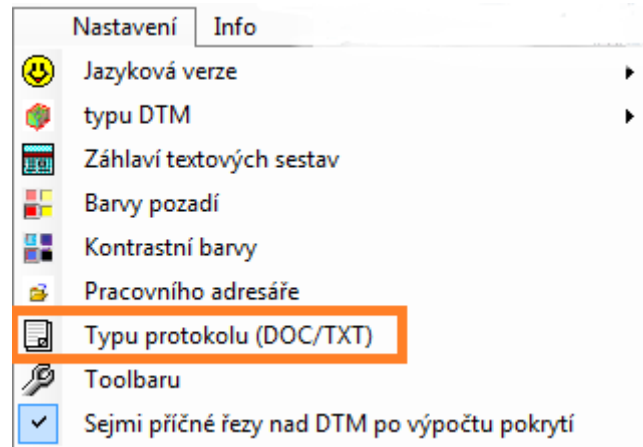 Nastavení Info
Jazyková verze
typu DTM
Záhlaví textových sestav
Barvy pozadí
Kontrastní barvy
Pracovního adresáře
Typu protokolu (DOC/TXT)
Toolbaru
Sejmi příčné řezy nad DTM po výpočtu pokrytí